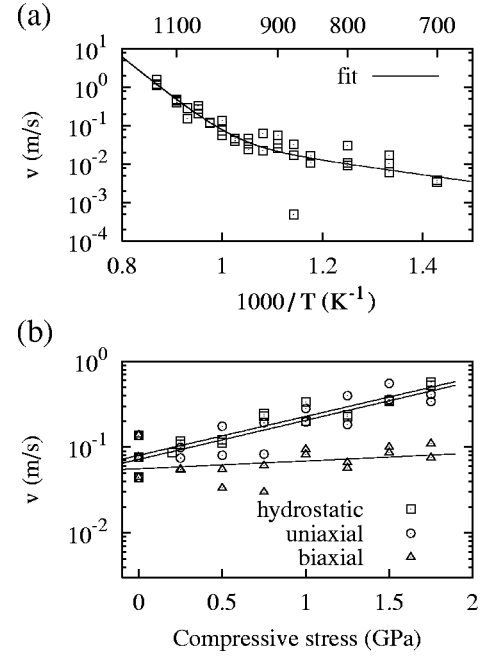 (a)
1100 900 800 700
fit
10^1
10^0
10^-1
10^-2
10^-3
10^-4
v (m/s)
0.8 1 1.2 1.4
1000/T (K^-1)
(b)
10^0
10^-1
10^-2
v (m/s)
hydrostatic
uniaxial
biaxial
0 0.5 1 1.5 2
Compressive stress (GPa)